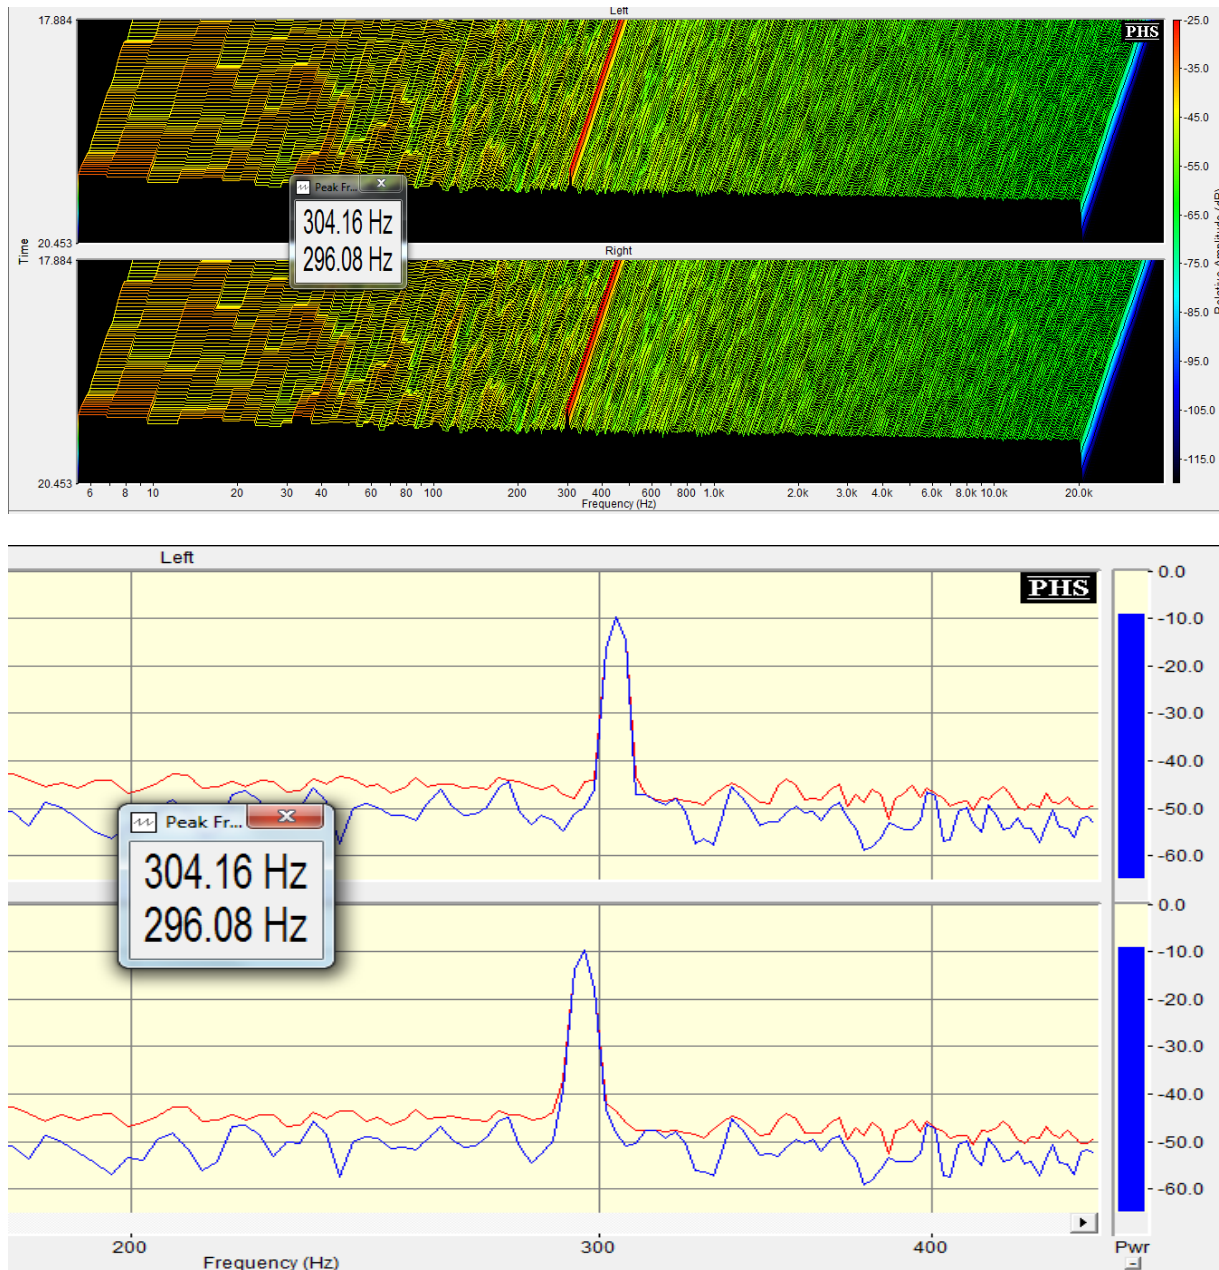 Left
17.884
PHS
-25.0
-35.0
-45.0
-55.0
-65.0
-75.0
-85.0
-95.0
-105.0
-115.0
Relative Amplitude (dB)
Peak Fr...
304.16 Hz
296.08 Hz
Time
20.453
Right
17.884
20.453
6 8 10 20 30 40 60 80 100 200 300 400 600 800 1.0k 2.0k 3.0k 4.0k 6.0k 8.0k 10.0k 20.0k
Frequency (Hz)
Left
PHS
0.0
-10.0
-20.0
-30.0
-40.0
-50.0
-60.0
Peak Fr...
304.16 Hz
296.08 Hz
0.0
-10.0
-20.0
-30.0
-40.0
-50.0
-60.0
200 300 400 Pwr
Frequency (Hz)